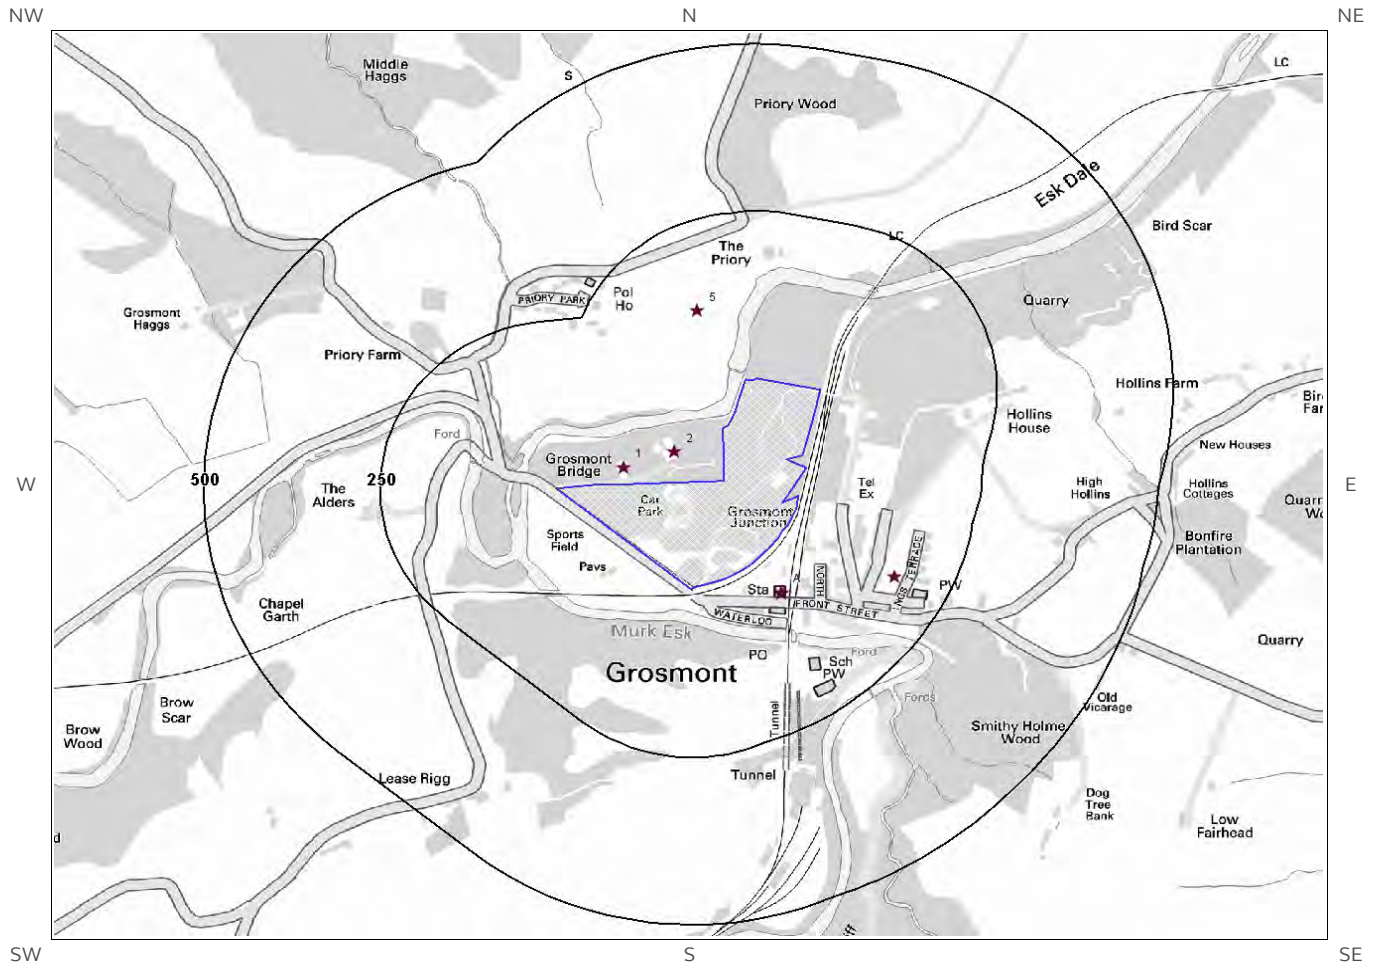 NW
N
NE
Middle
Haggs
S
LC
Priory Wood
Esk Dale
Bird Scar
LC
The
Priory
Pol
Ho
PRIORY PARK
5
Quarry
Grosmont
Haggs
Priory Farm
Hollins Farm
Hollins
House
Ford
New Houses
2
1
Grosmont
Bridge
500
250
W
E
The
Alders
Car
Park
Grosmont
Junction
Tel
Ex
High
Hollins
Hollins
Cottages
Sports
Field
Pavs
Bonfire
Plantation
TERRACE
NORTH
PW
Sta
FRONT STREET
WATERLOO
Chapel
Garth
Murk Esk
Ford
Quarry
PO
Sch
PW
Grosmont
Fords
Old
Vicarage
Brow
Scar
Brow
Wood
Tunnel
Smithy Holme
Wood
Tunnel
Lease Rigg
Dog
Tree
Bank
Low
Fairhead
SW
S
SE